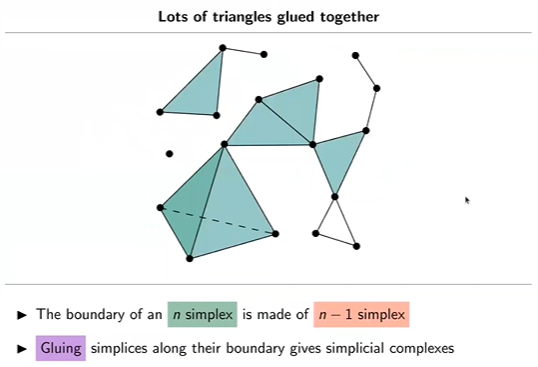 Lots of triangles glued together
▶ The boundary of an n simplex is made of n − 1 simplex
▶ Gluing simplices along their boundary gives simplicial complexes